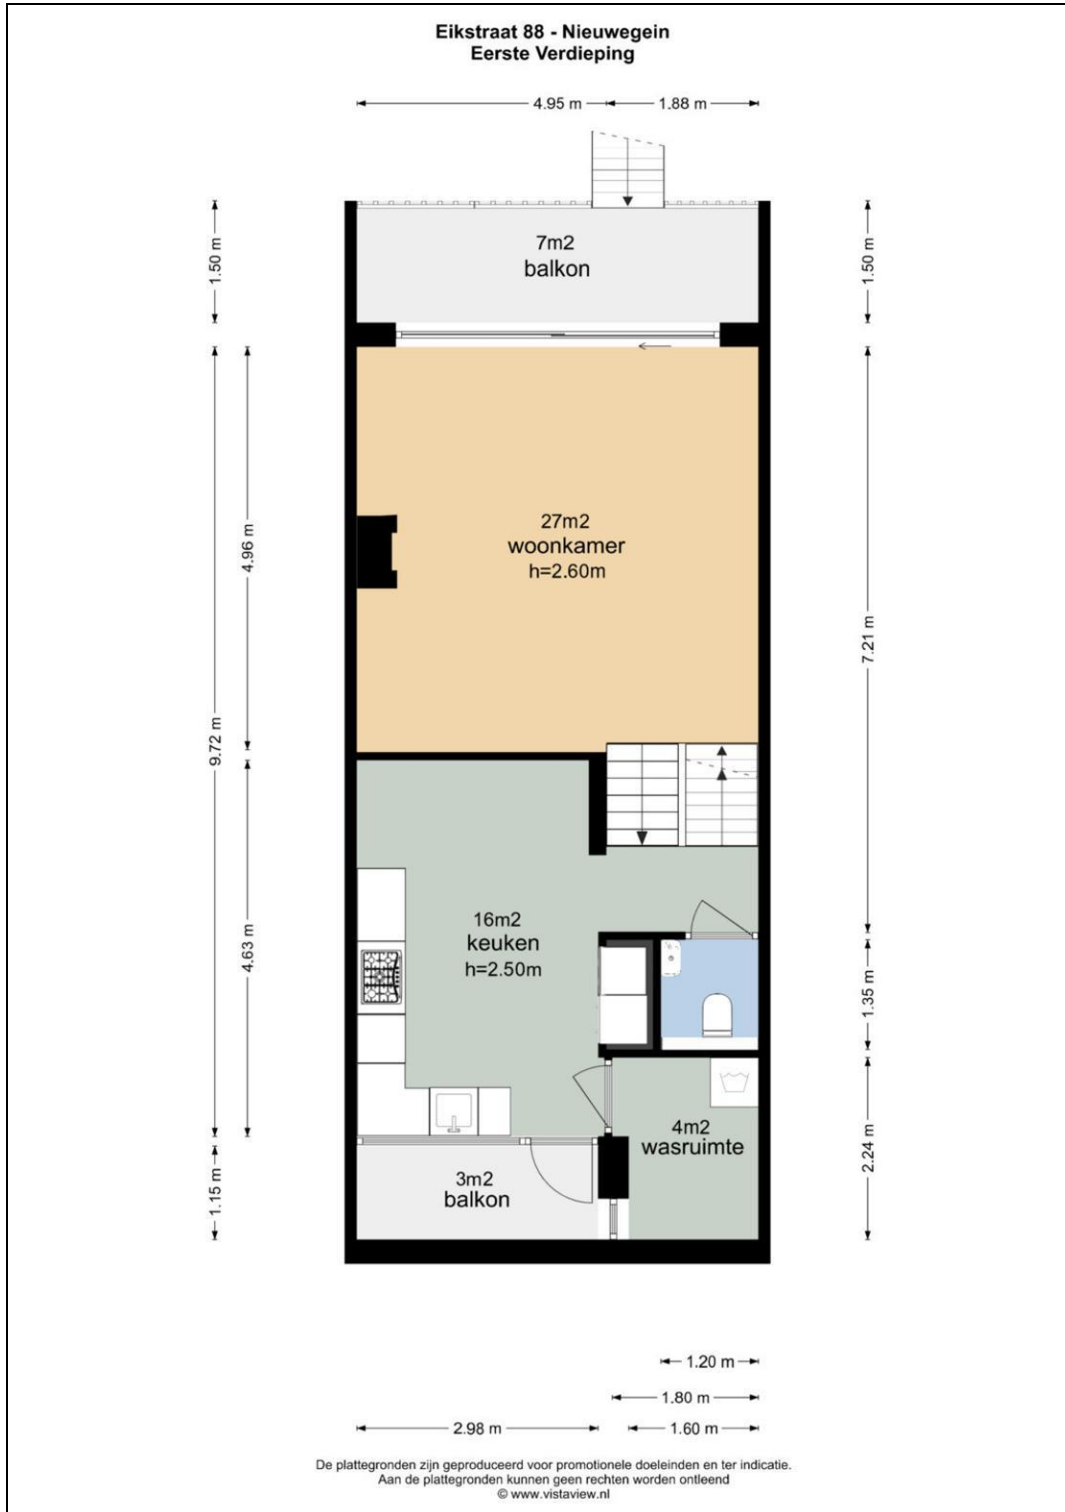 Eikstraat 88 - Nieuwegein
Eerste Verdieping
4.95 m
1.88 m
1.50 m
7m2
balkon
1.50 m
27m2
woonkamer
h=2.60m
4.96 m
7.21 m
9.72 m
16m2
keuken
h=2.50m
4.63 m
1.35 m
4m2
wasruimte
2.24 m
3m2
balkon
1.15 m
1.20 m
1.80 m
2.98 m
1.60 m
De plattegronden zijn geproduceerd voor promotionele doeleinden en ter indicatie.
Aan de plattegronden kunnen geen rechten worden ontleend
© www.vistaview.nl